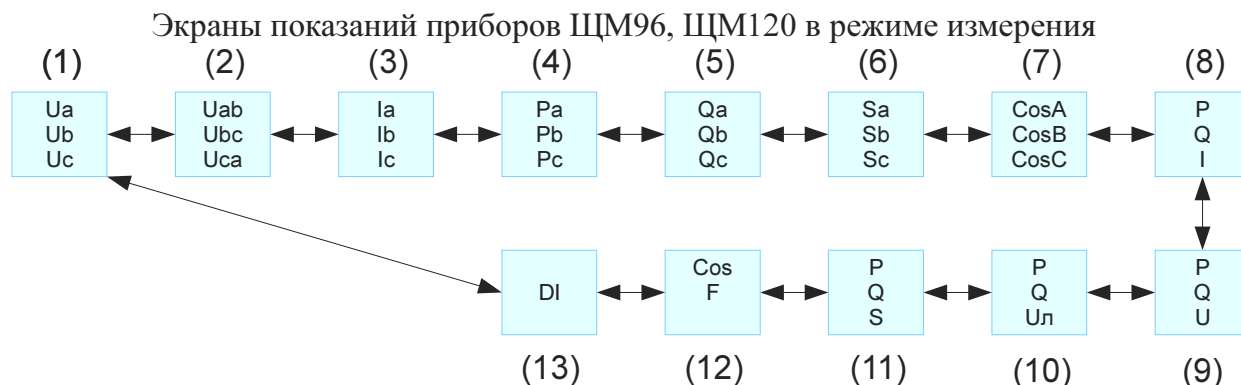 Экраны показаний приборов ЩМ96, ЩМ120 в режиме измерения
(1) (2) (3) (4) (5) (6) (7) (8)
Ua Uab Ia Pa Qa Sa CosA P
Ub Ubc Ib Pb Qb Sb CosB Q
Uc Uca Ic Pc Qc Sc CosC I
Cos P P P
DI F Q Q Q
S Uл U
(13) (12) (11) (10) (9)